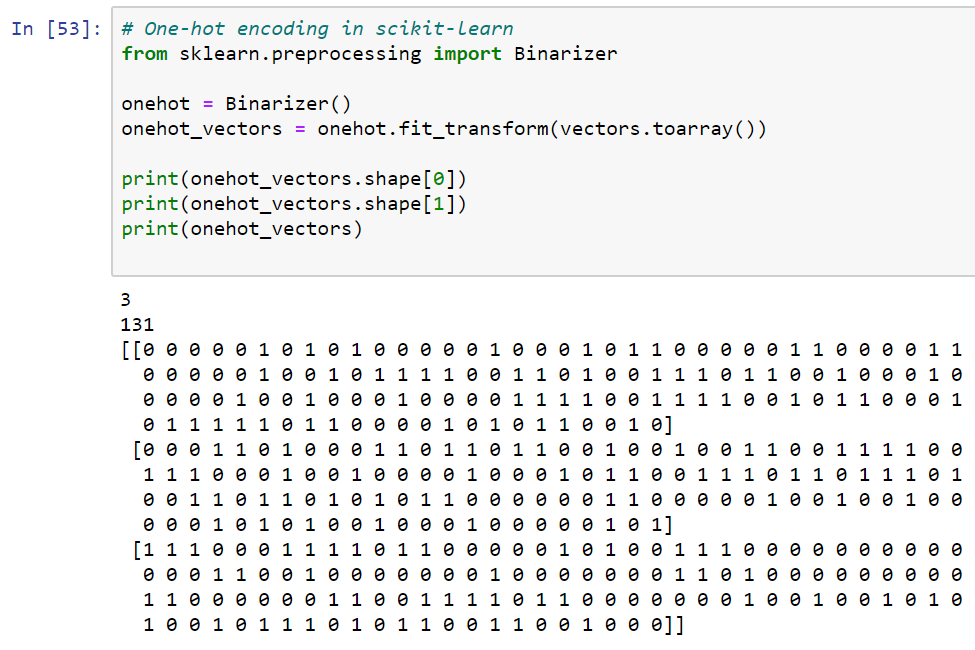 In [53]: # One-hot encoding in scikit-learn
from sklearn.preprocessing import Binarizer
onehot = Binarizer()
onehot_vectors = onehot.fit_transform(vectors.toarray())
print(onehot_vectors.shape[0])
print(onehot_vectors.shape[1])
print(onehot_vectors)
3
131
[[0 0 0 0 0 1 0 1 0 1 0 0 0 0 0 1 0 0 0 1 0 1 1 0 0 0 0 0 1 1 0 0 0 0 1 1
0 0 0 0 0 1 0 0 1 0 1 1 1 1 0 0 1 1 0 1 0 0 1 1 1 0 1 1 0 0 1 0 0 0 1 0
0 0 0 0 1 0 0 1 0 0 0 1 0 0 0 0 1 1 1 1 0 0 1 1 1 1 0 0 1 0 1 1 0 0 0 1
0 1 1 1 1 1 0 1 1 0 0 0 0 1 0 1 0 1 1 0 0 1 0]
[0 0 0 1 1 0 1 0 0 0 1 1 0 1 1 0 1 1 0 0 1 0 0 1 0 0 1 1 0 0 1 1 1 1 0 0
1 1 1 0 0 0 1 0 0 1 0 0 0 0 1 0 0 0 1 0 1 1 0 0 1 1 1 0 1 1 0 1 1 1 0 1
0 0 1 1 0 1 1 0 1 0 1 0 1 1 0 0 0 0 0 0 1 1 0 0 0 0 0 1 0 0 1 0 0 1 0 0
0 0 0 1 0 1 0 1 0 0 1 0 0 0 1 0 0 0 0 0 1 0 1]
[1 1 1 0 0 0 1 1 1 1 0 1 1 0 0 0 0 0 1 0 1 0 0 1 1 1 0 0 0 0 0 0 0 0 0 0
0 0 0 1 1 0 0 1 0 0 0 0 0 0 0 1 0 0 0 0 0 0 0 1 1 0 1 0 0 0 0 0 0 0 0 0
1 1 0 0 0 0 0 0 1 1 0 0 1 1 1 1 0 1 1 0 0 0 0 0 0 0 1 0 0 1 0 0 1 0 1 0
1 0 0 1 0 1 1 1 0 1 0 1 1 0 0 1 1 0 0 1 0 0 0]]